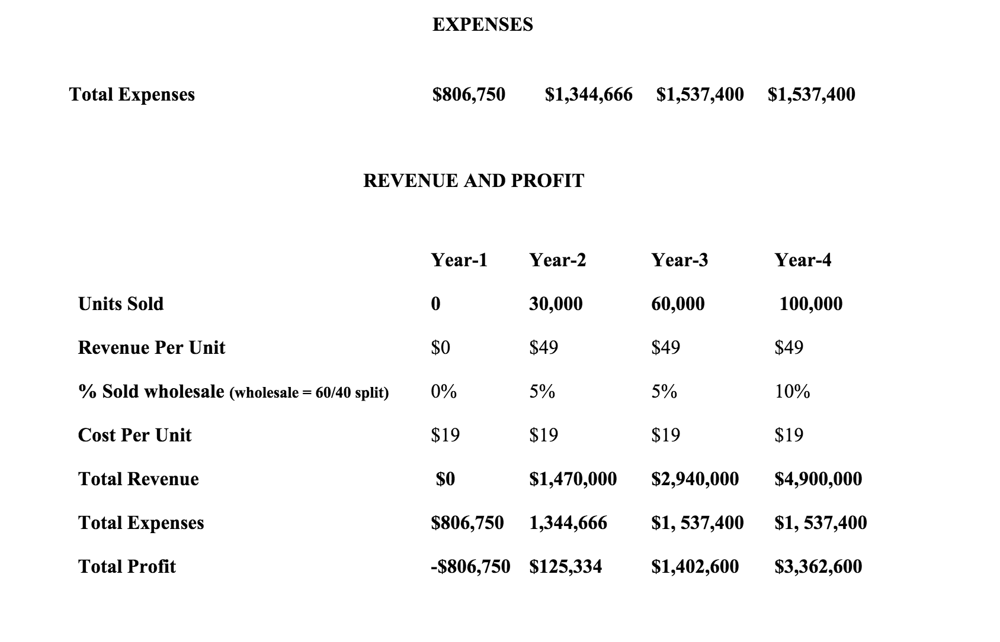 EXPENSES
Total Expenses $806,750 $1,344,666 $1,537,400 $1,537,400
REVENUE AND PROFIT
Year-1 Year-2 Year-3 Year-4
Units Sold 0 30,000 60,000 100,000
Revenue Per Unit $0 $49 $49 $49
% Sold wholesale (wholesale = 60/40 split) 0% 5% 5% 10%
Cost Per Unit $19 $19 $19 $19
Total Revenue $0 $1,470,000 $2,940,000 $4,900,000
Total Expenses $806,750 1,344,666 $1, 537,400 $1, 537,400
Total Profit -$806,750 $125,334 $1,402,600 $3,362,600